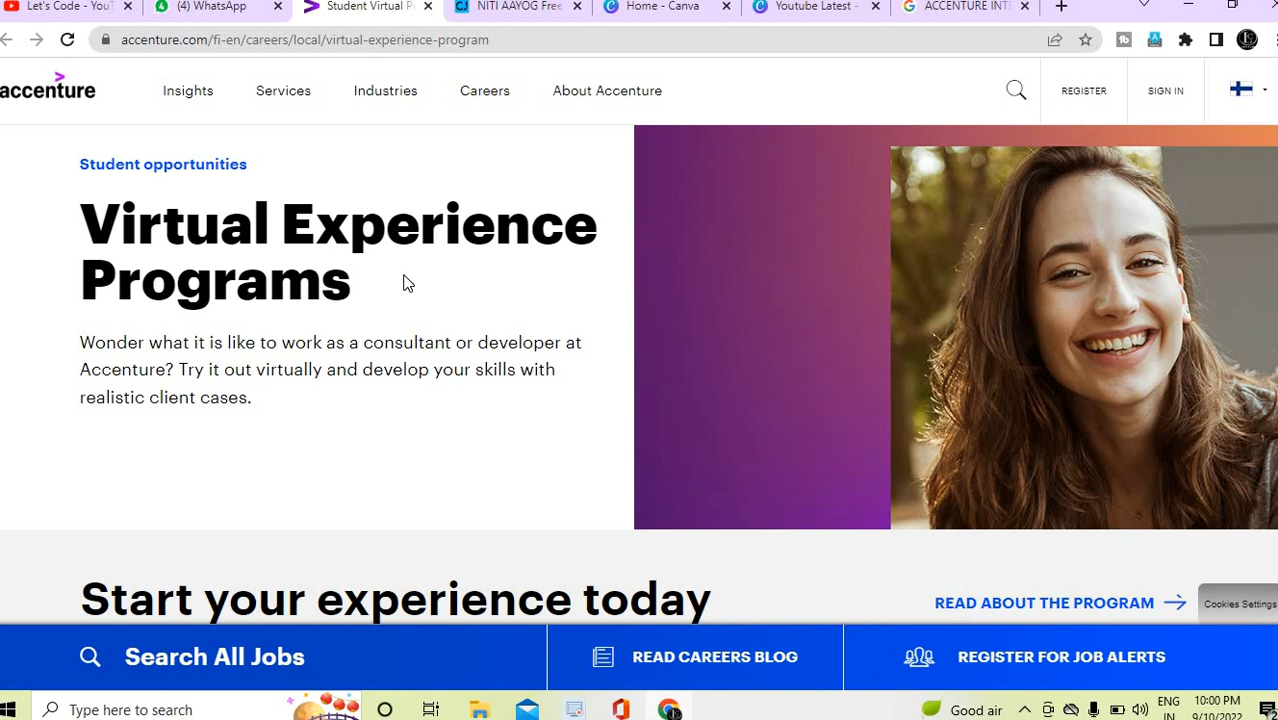 Let's Code - YouT
(4) WhatsApp
Student Virtual P
NITI AAYOG Free
Home - Canva
Youtube Latest -
ACCENTURE INT
accenture.com/fi-en/careers/local/virtual-experience-program
accenture
Insights
Services
Industries
Careers
About Accenture
REGISTER
SIGN IN
Student opportunities
Virtual Experience
Programs
Wonder what it is like to work as a consultant or developer at
Accenture? Try it out virtually and develop your skills with
realistic client cases.
Start your experience today
READ ABOUT THE PROGRAM
Cookies Settings
Search All Jobs
READ CAREERS BLOG
REGISTER FOR JOB ALERTS
Type here to search
Good air
ENG
IN
10:00 PM
9/10/2022